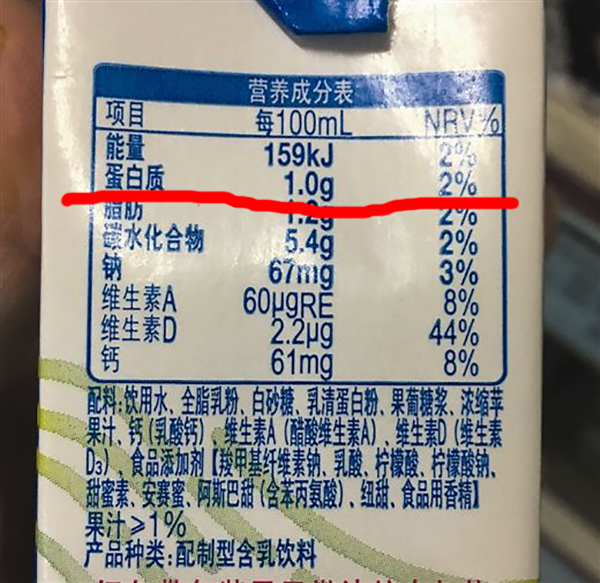 营养成分表
项目 每100mL NRV%
能量 159kJ 2%
蛋白质 1.0g 2%
脂肪 1.2g 2%
碳水化合物 5.4g 2%
钠 67mg 3%
维生素A 60μgRE 8%
维生素D 2.2μg 44%
钙 61mg 8%
配料:饮用水、全脂乳粉、白砂糖、乳清蛋白粉、果葡糖浆、浓缩苹
果汁、钙(乳酸钙)、维生素A(醋酸维生素A)、维生素D(维生素
D₃)、食品添加剂【羧甲基纤维素钠、乳酸、柠檬酸、柠檬酸钠、
甜蜜素、安赛蜜、阿斯巴甜(含苯丙氨酸)、纽甜、食品用香精】
果汁≥1%
产品种类:配制型含乳饮料